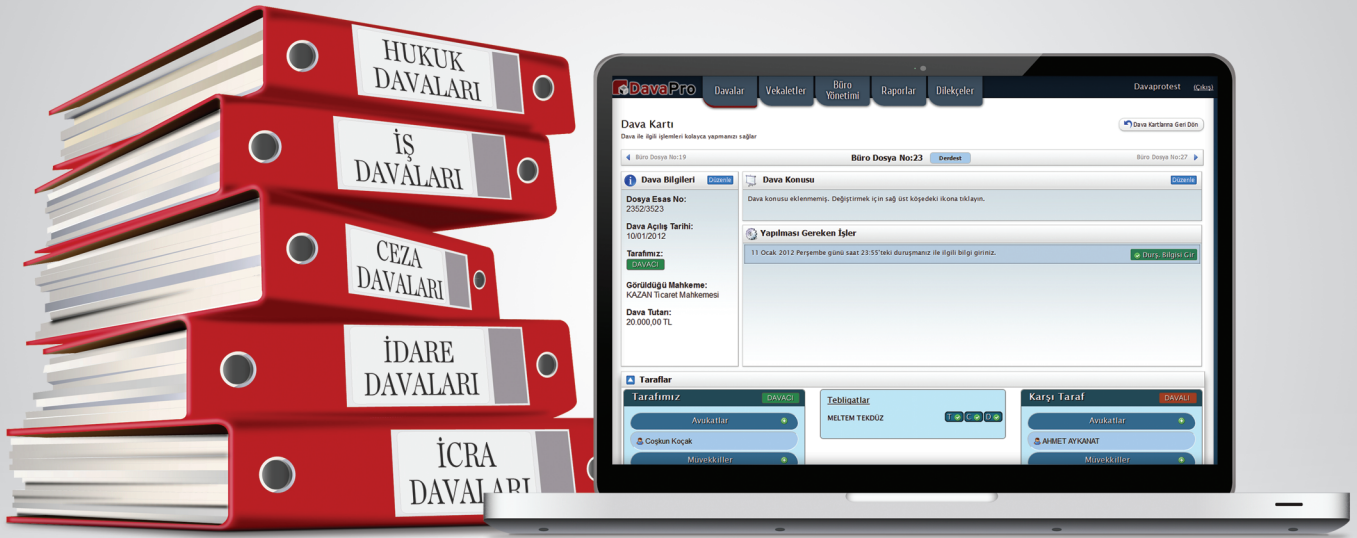 HUKUK
DAVALARI
İŞ
DAVALARI
CEZA
DAVALARI
İDARE
DAVALARI
İCRA
DAVALARI
DavaPro
Davalar
Vekaletler
Büro
Yönetimi
Raporlar
Dilekçeler
Davaprotest
(Çıkış)
Dava Kartı
Dava ile ilgili işlemleri kolayca yapmamızı sağlar
Dava Kartlarına Geri Dön
Büro Dosya No:19
Büro Dosya No:23 Derdest
Büro Dosya No:27
Dava Bilgileri Düzenle
Dosya Esas No:
2352/3523
Dava Açılış Tarihi:
10/01/2012
Tarafımız:
DAVACI
Görüldüğü Mahkeme:
KAZAN Ticaret Mahkemesi
Dava Tutarı:
20.000,00 TL
Dava Konusu Düzenle
Dava konusu eklenmemiş. Değiştirmek için sağ üst köşedeki ikona tıklayın.
Yapılması Gereken İşler
11 Ocak 2012 Perşembe günü saat 23:55'teki duruşmanız ile ilgili bilgi giriniz.
Durş. Bilgisi Gir
Taraflar
Tarafımız DAVACI
Avukatlar
Coşkun Koçak
Müvekkiller
Tebligatlar
MELTEM TEKDÜZ T C D
Karşı Taraf DAVALI
Avukatlar
AHMET AYKANAT
Müvekkiller